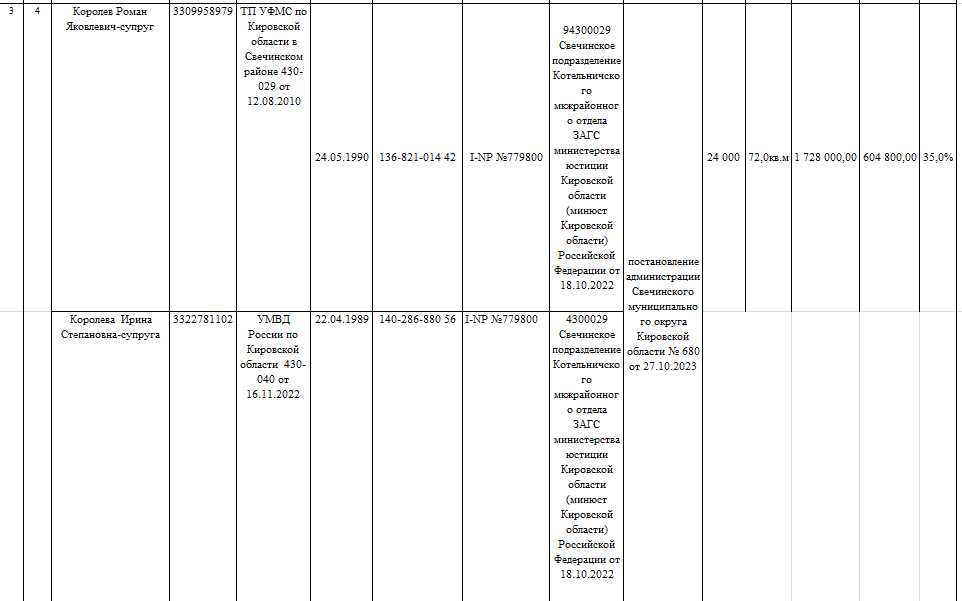 3
4
Королев Роман
Яковлевич-супруг
3309958979
ТП УФМС по
Кировской
области в
Свечинском
районе 430-
029 от
12.08.2010
24.05.1990
136-821-014 42
I-NP №779800
94300029
Свечинское
подразделение
Котельничско
го
мкжрайонног
о отдела
ЗАГС
министерства
юстиции
Кировской
области
(минюст
Кировской
области)
Российской
Федерации от
18.10.2022
постановление
администрации
Свечинского
муниципально
го округа
Кировской
области № 680
от 27.10.2023
24 000
72,0кв.м
1 728 000,00
604 800,00
35,0%
Королева Ирина
Степановна-супруга
3322781102
УМВД
России по
Кировской
области 430-
040 от
16.11.2022
22.04.1989
140-286-880 56
I-NP №779800
4300029
Свечинское
подразделение
Котельничско
го
мкжрайонног
о отдела
ЗАГС
министерства
юстиции
Кировской
области
(минюст
Кировской
области)
Российской
Федерации от
18.10.2022